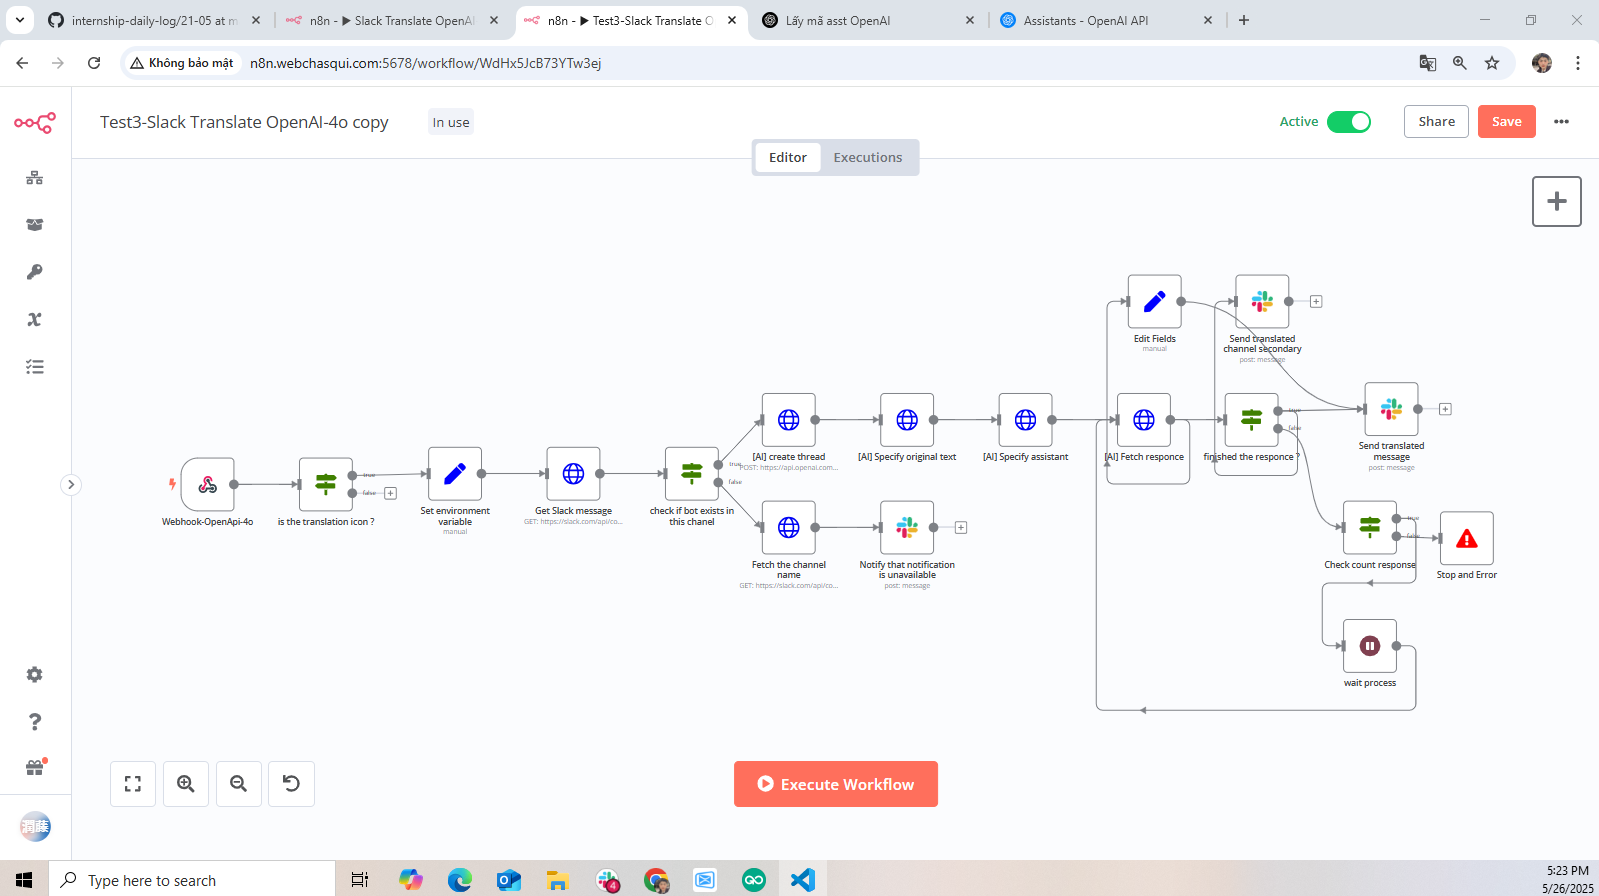 internship-daily-log/21-05 at m
n8n - ▶ Slack Translate OpenAI
n8n - ▶ Test3-Slack Translate O
Lấy mã asst OpenAI
Assistants - OpenAI API
Không bảo mật
n8n.webchasqui.com:5678/workflow/WdHx5JcB73YTw3ej
Test3-Slack Translate OpenAI-4o copy
In use
Active
Share
Save
Editor
Executions
Edit Fields
manual
Send translated
channel secondary
post: message
Send translated
message
post: message
[AI] create thread
POST: https://api.openai.com...
[AI] Specify original text
[AI] Specify assistant
[AI] Fetch responce
finished the responce ?
true
false
Webhook-OpenApi-4o
is the translation icon ?
true
false
Set environment
variable
manual
Get Slack message
GET: https://slack.com/api/co...
check if bot exists in
this chanel
true
false
Fetch the channel
name
GET: https://slack.com/api/co...
Notify that notification
is unavailable
post: message
Check count response
true
false
Stop and Error
wait process
Execute Workflow
潤藤
Type here to search
4
5:23 PM
5/26/2025